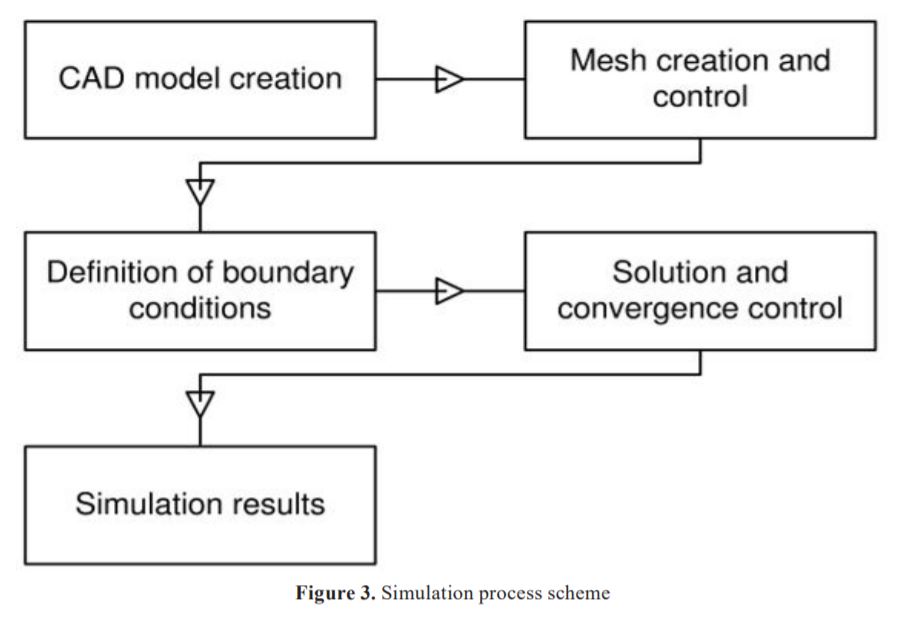 CAD model creation
Mesh creation and
control
Definition of boundary
conditions
Solution and
convergence control
Simulation results
Figure 3. Simulation process scheme